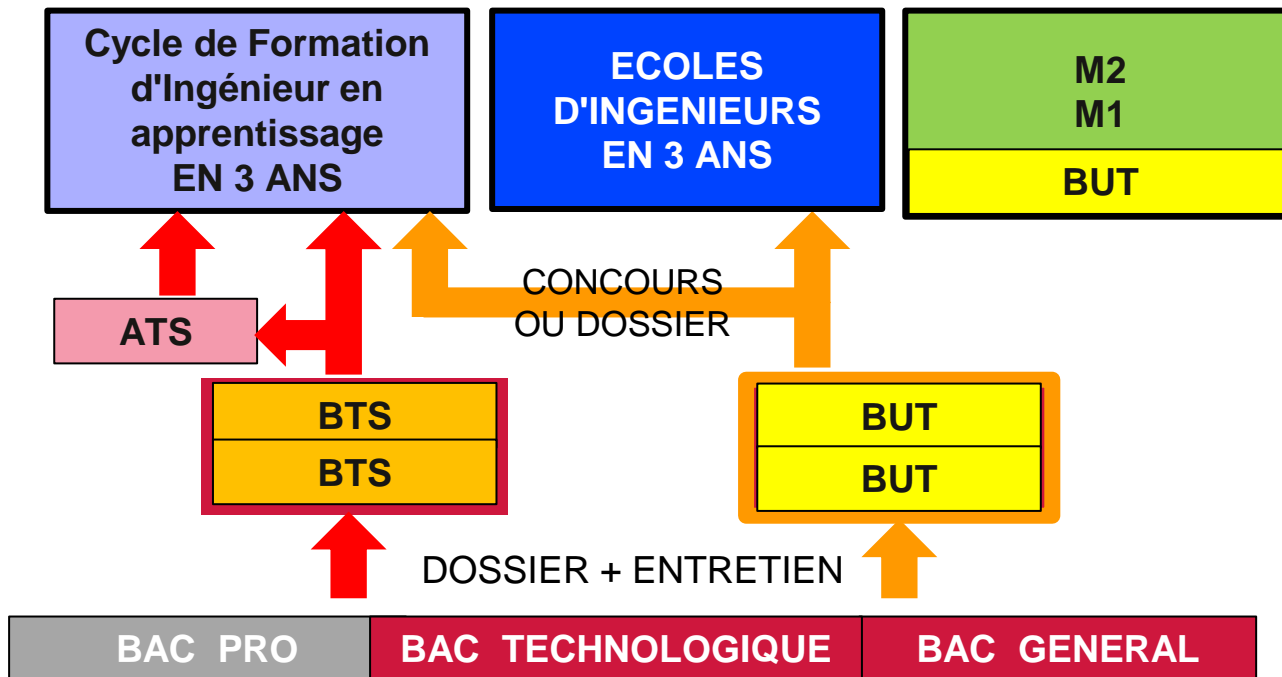 Cycle de Formation
d'Ingénieur en
apprentissage
EN 3 ANS
ECOLES
D'INGENIEURS
EN 3 ANS
M2
M1
BUT
CONCOURS
OU DOSSIER
ATS
BTS
BTS
BUT
BUT
DOSSIER + ENTRETIEN
BAC PRO
BAC TECHNOLOGIQUE
BAC GENERAL